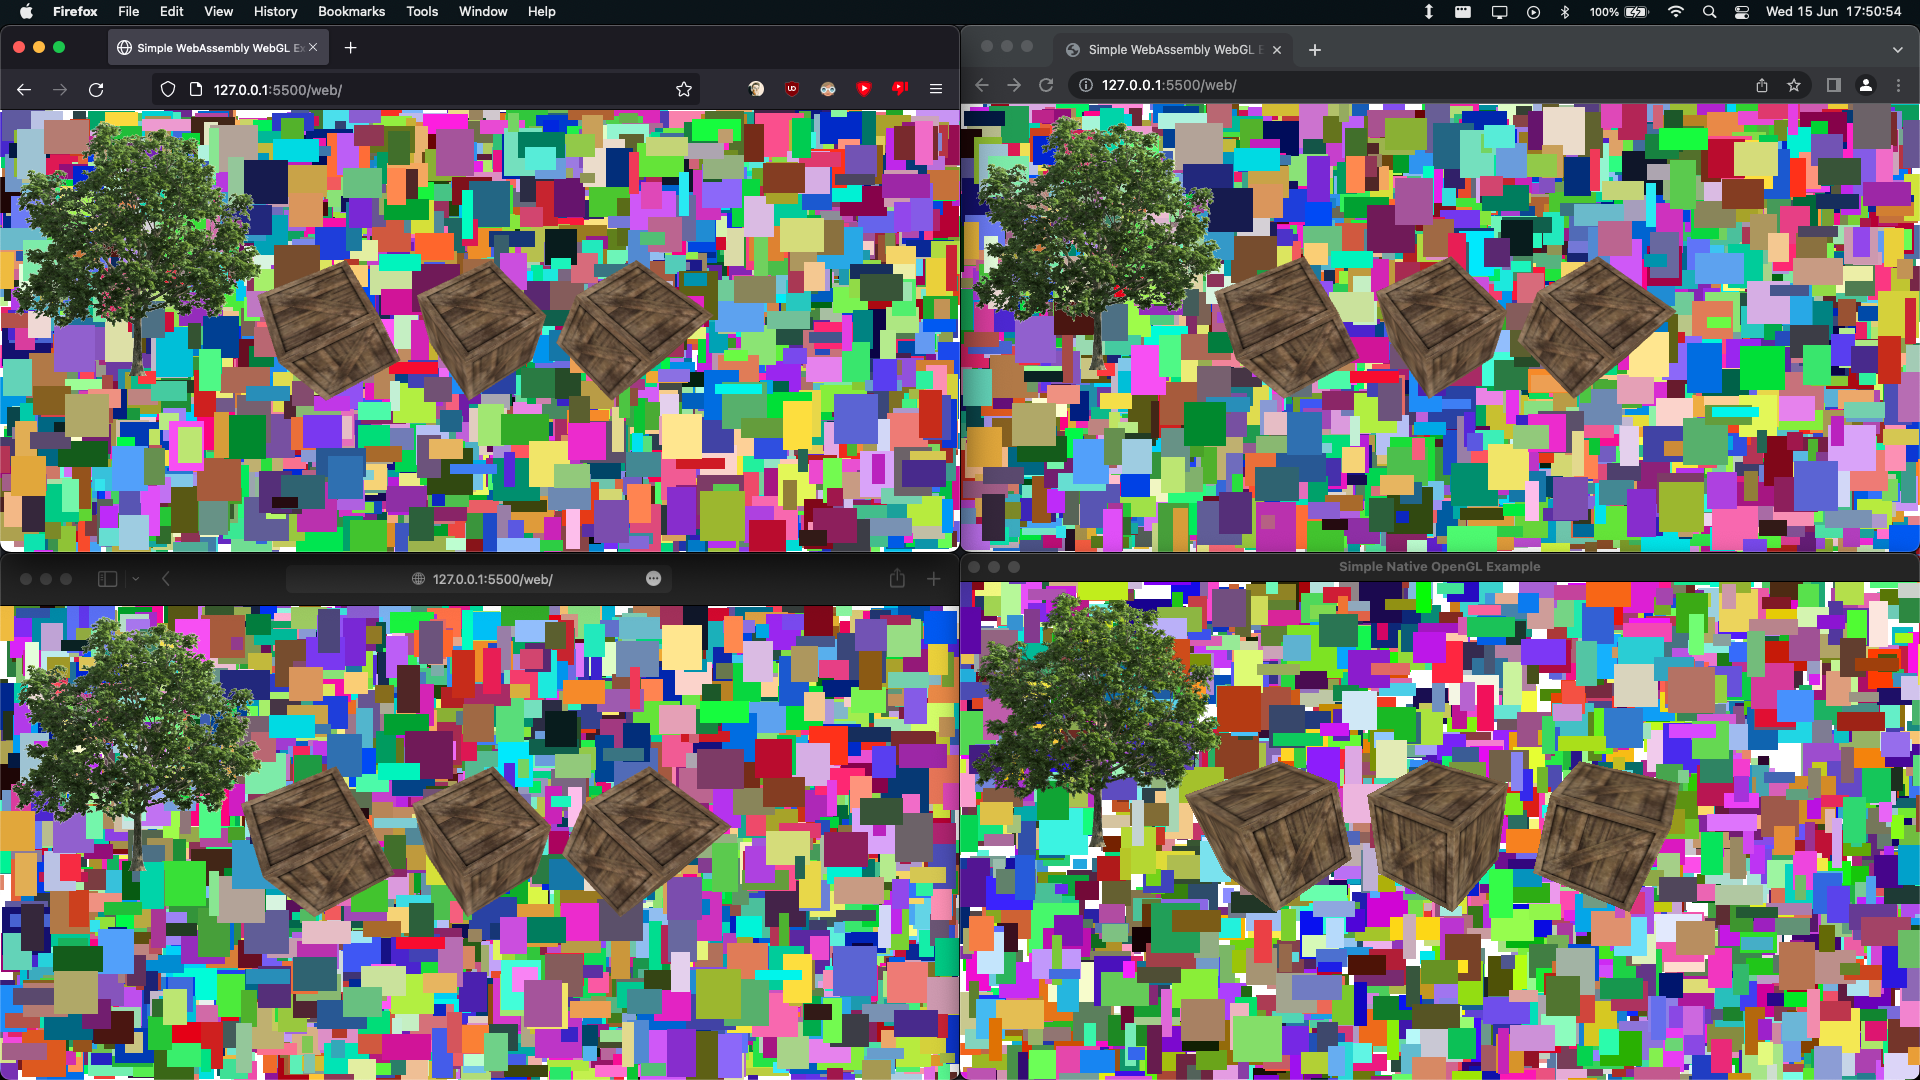 Firefox File Edit View History Bookmarks Tools Window Help 100% Wed 15 Jun 17:50:54
Simple WebAssembly WebGL Ex
127.0.0.1:5500/web/
Simple WebAssembly WebGL E
127.0.0.1:5500/web/
127.0.0.1:5500/web/
Simple Native OpenGL Example